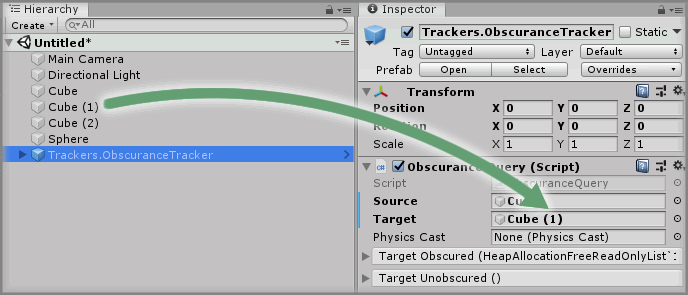 Hierarchy
Create
All
Untitled*
Main Camera
Directional Light
Cube
Cube (1)
Cube (2)
Sphere
Trackers.ObscuranceTracker
Inspector
Trackers.ObscuranceTracker Static
Tag Untagged Layer Default
Prefab Open Select Overrides
Transform
Position X 0 Y 0 Z 0
Rotation X 0 Y 0 Z 0
Scale X 1 Y 1 Z 1
C#
ObscuranceQuery (Script)
Script
Source
Target Cube (1)
Physics Cast None (Physics Cast)
Target Obscured (HeapAllocationFreeReadOnlyList`:
Target Unobscured ()